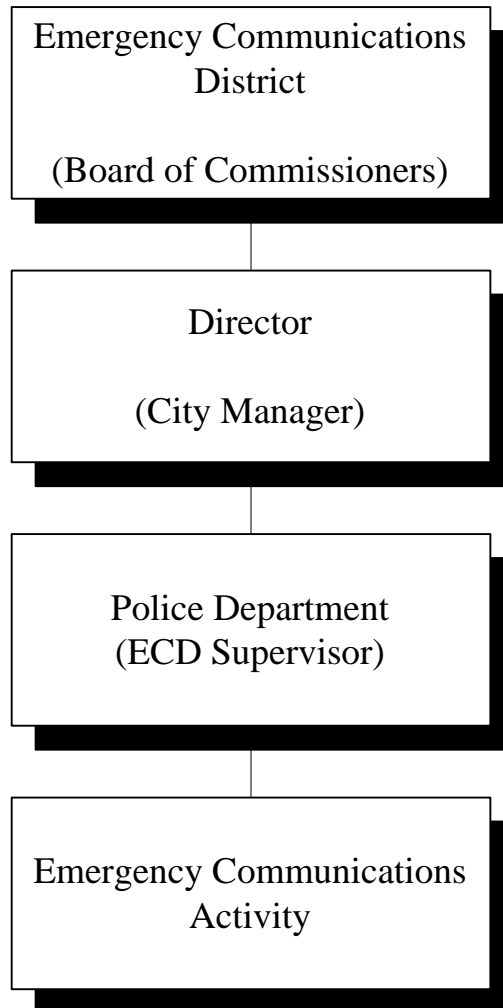 Emergency Communications
District
(Board of Commissioners)
Director
(City Manager)
Police Department
(ECD Supervisor)
Emergency Communications
Activity